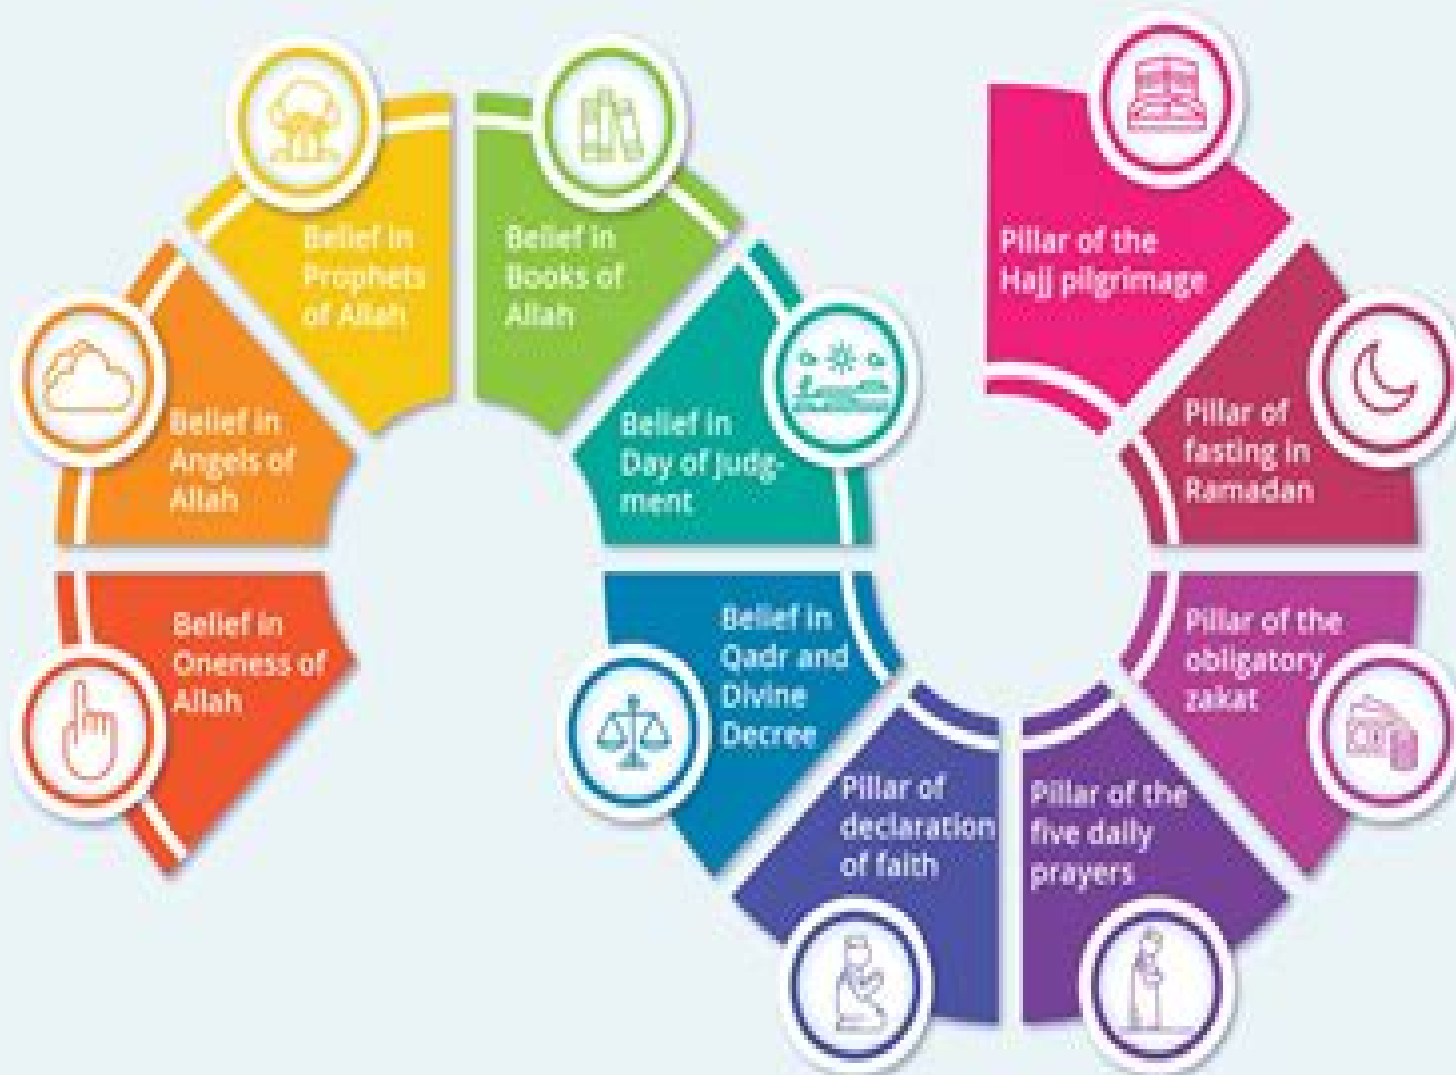 Belief in
Oneness of
Allah
Belief in
Angels of
Allah
Belief in
Prophets
of Allah
Belief in
Books of
Allah
Belief in
Day of Judg-
ment
Belief in
Qadr and
Divine
Decree
Pillar of
declaration
of faith
Pillar of the
five daily
prayers
Pillar of the
obligatory
zakat
Pillar of
fasting in
Ramadan
Pillar of the
Hajj pilgrimage